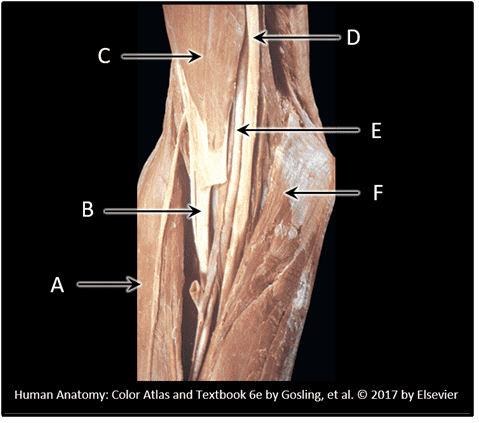 D
C
E
F
B
A
Human Anatomy: Color Atlas and Textbook 6e by Gosling, et al. © 2017 by Elsevier